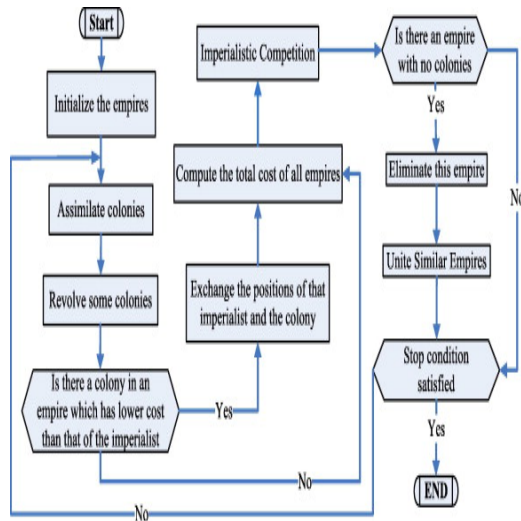 Start
Initialize the empires
Assimilate colonies
Revolve some colonies
Is there a colony in an
empire which has lower cost
than that of the imperialist
Yes
No
Exchange the positions of that
imperialist and the colony
Compute the total cost of all empires
Imperialistic Competition
Is there an empire
with no colonies
Yes
No
Eliminate this empire
Unite Similar Empires
Stop condition
satisfied
Yes
No
END